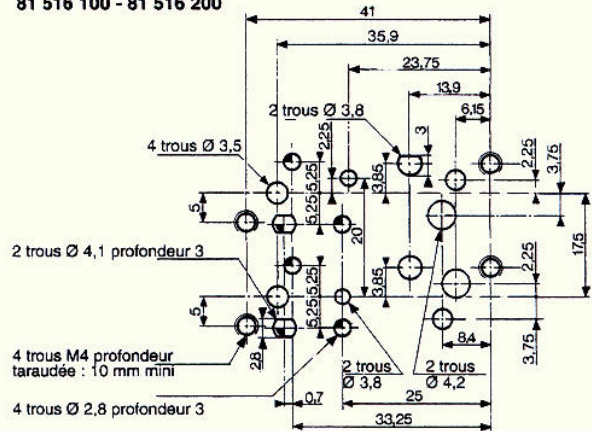 81 516 100 - 81 516 200
41
35,9
23,75
13,9
6,15
2 trous Ø 3,8
4 trous Ø 3,5
2,25
3
3,85
2,25
3,75
5
5,25
5,25
20
17,5
2 trous Ø 4,1 profondeur 3
5,25
5,25
3,85
2,25
5
2,8
3,75
8,4
4 trous M4 profondeur
taraudée : 10 mm mini
2 trous
Ø 3,8
2 trous
Ø 4,2
0,7
25
4 trous Ø 2,8 profondeur 3
33,25